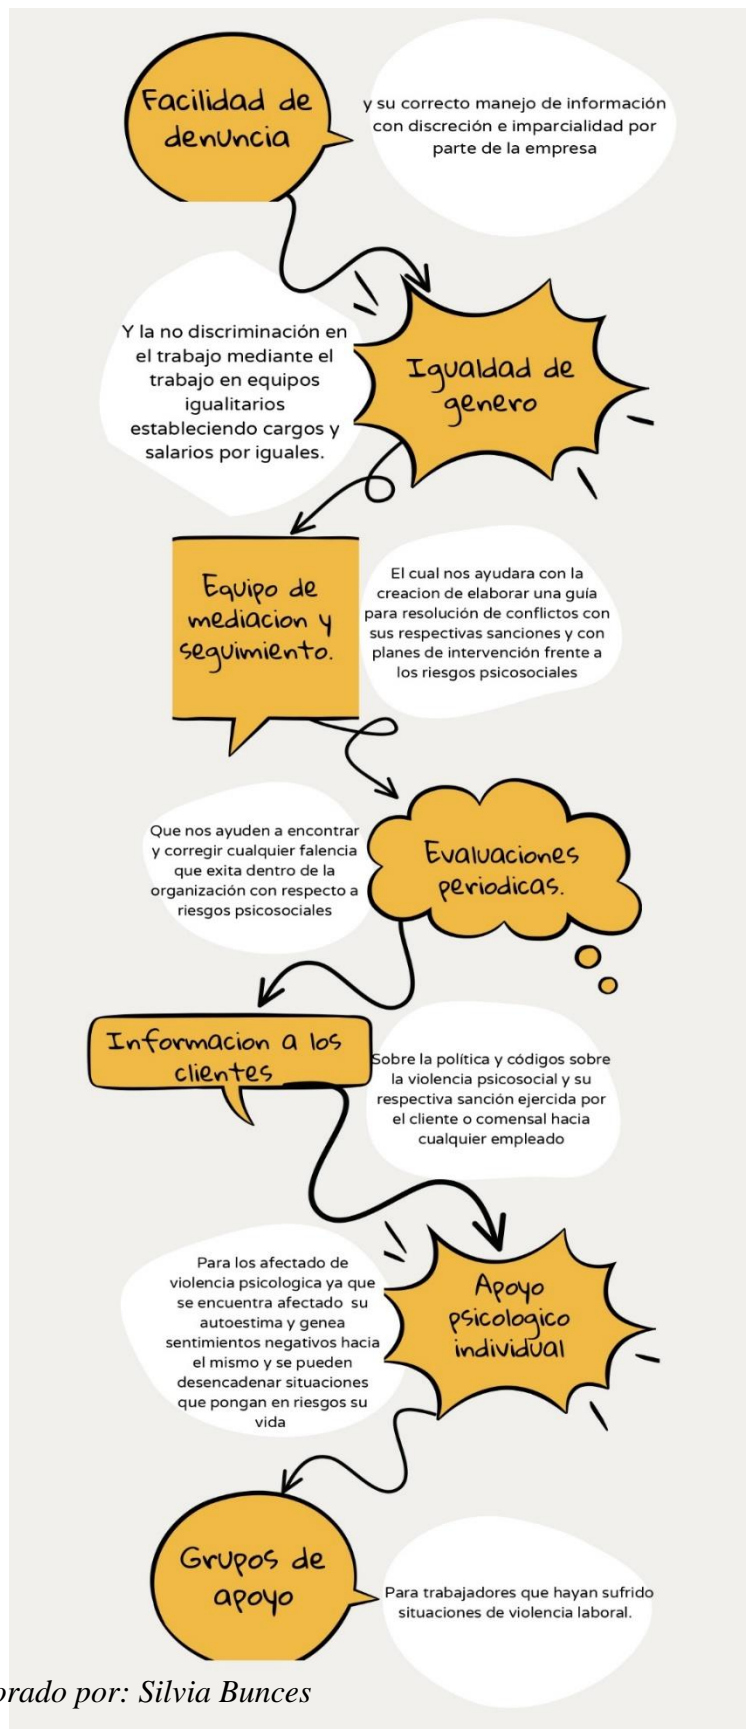 Facilidad de
denuncia
y su correcto manejo de información
con discreción e imparcialidad por
parte de la empresa
Igualdad de
genero
Y la no discriminación en
el trabajo mediante el
trabajo en equipos
igualitarios
estableciendo cargos y
salarios por iguales.
Equipo de
mediacion y
seguimiento.
El cual nos ayudara con la
creacion de elaborar una guía
para resolución de conflictos con
sus respectivas sanciones y con
planes de intervención frente a
los riesgos psicosociales
Evaluaciones
periodicas.
Que nos ayuden a encontrar
y corregir cualquier falencia
que exita dentro de la
organización con respecto a
riesgos psicosociales
Informacion a los
clientes
Sobre la política y códigos sobre
la violencia psicosocial y su
respectiva sanción ejercida por
el cliente o comensal hacia
cualquier empleado
Apoyo
psicologico
individual
Para los afectado de
violencia psicologica ya que
se encuentra afectado su
autoestima y genea
sentimientos negativos hacia
el mismo y se pueden
desencadenar situaciones
que pongan en riesgos su
vida
Grupos de
apoyo
Para trabajadores que hayan sufrido
situaciones de violencia laboral.
orado por: Silvia Bunces